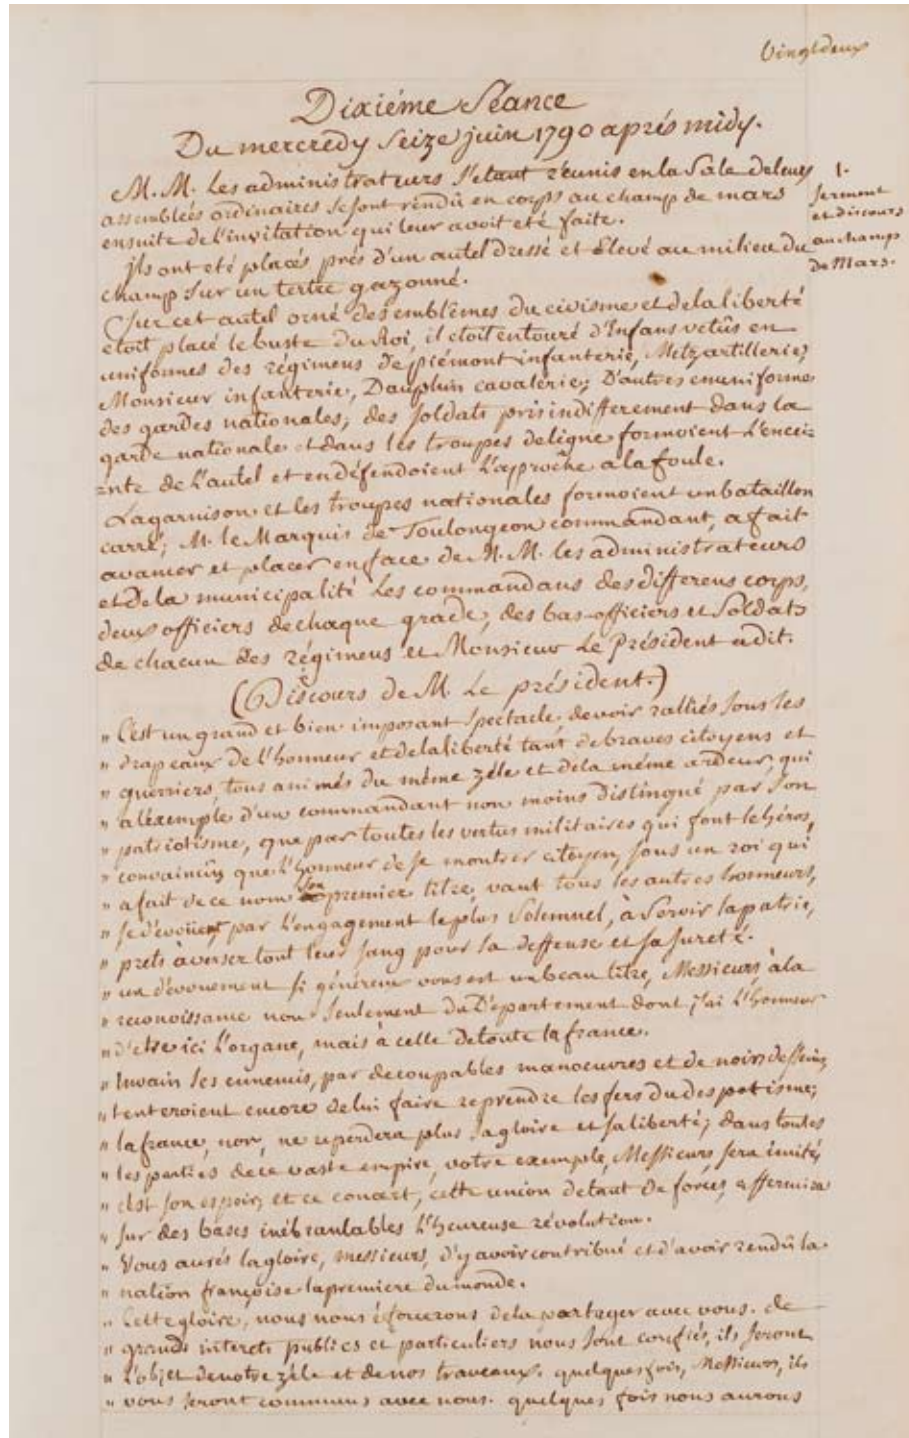 Vingtdeux
Dixiéme Séance
Du mercredy Seize juin 1790 aprés midy.
M. M. Les administrateurs s'etant réunis en la Sale de leurs
assemblées ordinaires se sont rendû en corps au champ de mars
ensuite de l'invitation qui leur avoit eté faite.
Ils ont eté placés prés d'un autel dressé et élevé au milieu du
champ sur un tertre gazonné.
1.
serment
et discours
au champ
De Mars.
Sur cet autel orné des emblêmes du civisme et de la liberté
etoit placé le buste du Roi, il etoit entouré d'Enfans vetûs en
uniformes des régimens de piémont infanterie, Metz artillerie,
Monsieur infanterie, Dauphin cavalerie; D'autres en uniforme
des gardes nationales; des soldats pris indifferement dans la
garde nationale et dans les troupes de ligne formoient l'encei=
=nte de l'autel et en défendoient l'approche a la foule.
La garnison et les troupes nationales formoient un bataillon
carré; M. le Marquis de Toulongeon commandant, a fait
avancer et placer en face de M. M. les administrateurs
et de la municipalité les commandans des differens corps,
deux officiers de chaque grade, des bas-officiers et Soldats
de chacun des régimens et Monsieur Le Président a dit.
(Discours de M. Le président.)
" C'est un grand et bien imposant spectacle de voir ralliés sous les
" drapeaux de l'honneur et de la liberté tant de braves citoyens et
" guerriers tous animés du même zéle et de la même ardeur, qui
" a l'éxemple d'un commandant non moins distingué par son
" patriotisme, que par toutes les vertus militaires qui font le héros,
" convaincûs que l'honneur de se montrer citoyen, sous un roi qui
" a fait de ce nom son premier titre, vaut tous les autres honneurs,
" se dévoüent par l'engagement le plus Solemnel, à Servir la patrie,
" prets à verser tout leur sang pour sa deffense et sa sureté.
" un dévouement si généreux vous est un beau titre, Messieurs, à la
" reconoissance non seulement du Département dont j'ai l'honneur
" d'etre ici l'organe, mais à celle de toute la france.
" Envain ses ennemis, par de coupables manoeuvres et de noirs desseins,
" tenteroient encore de lui faire reprendre les fers du despotisme;
" la france, non, ne reperdera plus sa gloire et sa liberté; dans toutes
" les parties de ce vaste empire, votre exemple, Messieurs, sera imité,
" c'est son espoir, et ce concert, cette union de tant de forces, affermira
" sur des bases inébranlables l'heureuse révolution.
" Vous aurés la gloire, messieurs, d'y avoir contribué et d'avoir rendû la
" nation françoise la premiere du monde.
" Cette gloire, nous nous éforcerons de la partager avec vous. de
" grands interets publics et particuliers nous sont confiés, ils seront
" l'objet de notre zéle et de nos traveaux. quelques fois, Messieurs, ils
" vous seront communs avec nous. quelques fois nous aurons